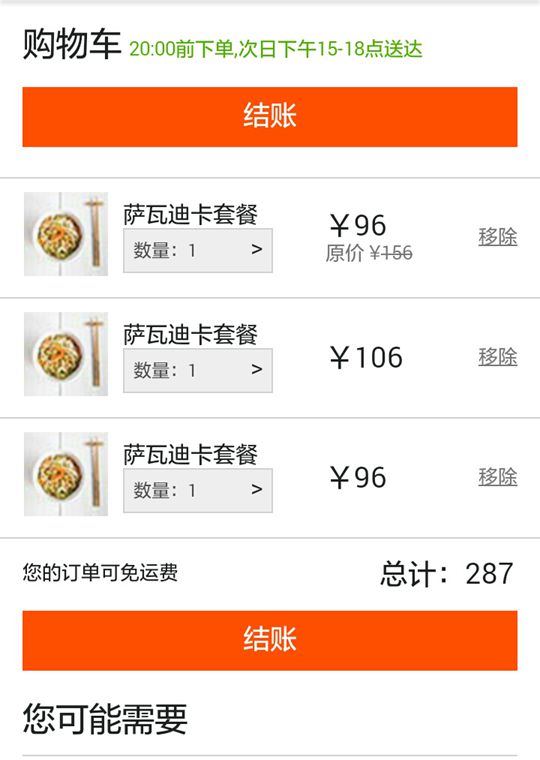 购物车 20:00前下单,次日下午15-18点送达
结账
萨瓦迪卡套餐
数量：1 >
￥96
原价 ¥156
移除
萨瓦迪卡套餐
数量：1 >
￥106
移除
萨瓦迪卡套餐
数量：1 >
￥96
移除
您的订单可免运费 总计：287
结账
您可能需要